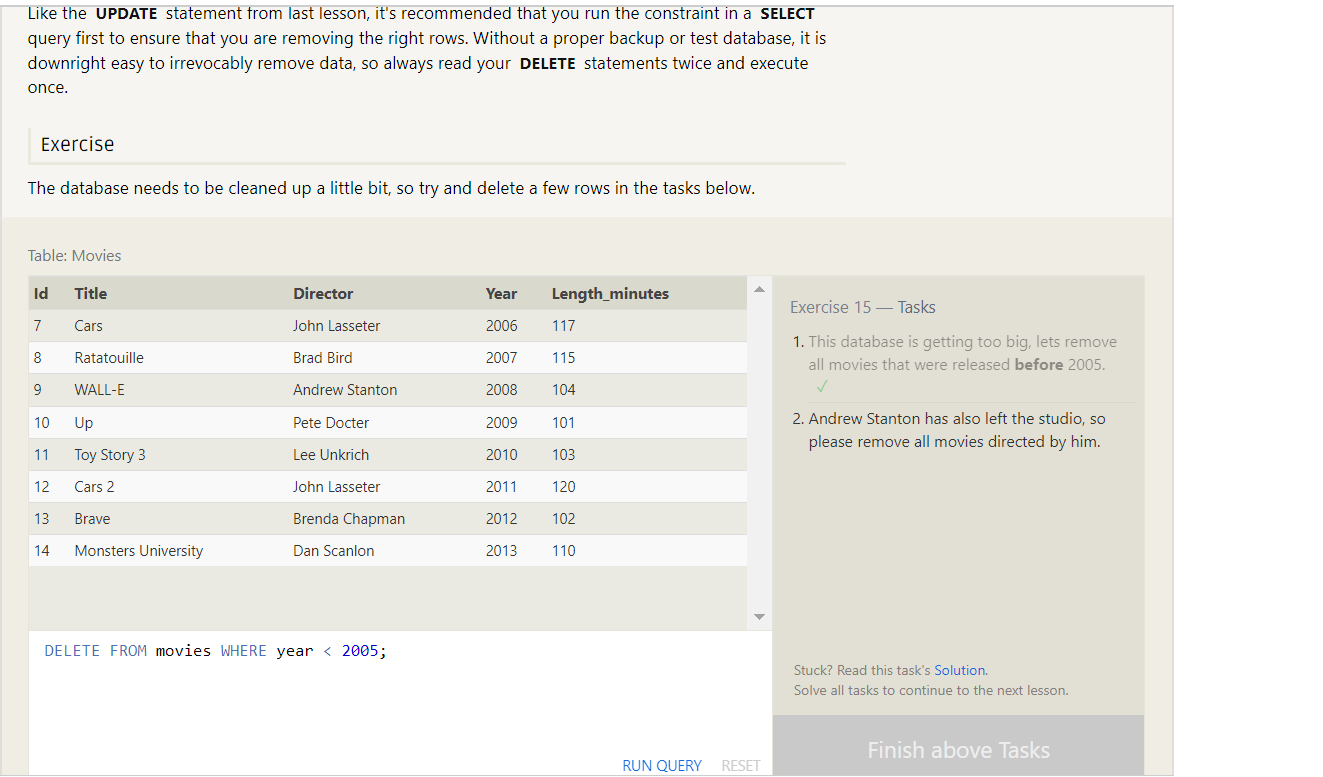 Like the UPDATE statement from last lesson, it's recommended that you run the constraint in a SELECT
query first to ensure that you are removing the right rows. Without a proper backup or test database, it is
downright easy to irrevocably remove data, so always read your DELETE statements twice and execute
once.
Exercise
The database needs to be cleaned up a little bit, so try and delete a few rows in the tasks below.
Table: Movies
Id Title Director Year Length_minutes
7 Cars John Lasseter 2006 117
8 Ratatouille Brad Bird 2007 115
9 WALL-E Andrew Stanton 2008 104
10 Up Pete Docter 2009 101
11 Toy Story 3 Lee Unkrich 2010 103
12 Cars 2 John Lasseter 2011 120
13 Brave Brenda Chapman 2012 102
14 Monsters University Dan Scanlon 2013 110
DELETE FROM movies WHERE year < 2005;
RUN QUERY RESET
Exercise 15 — Tasks
1. This database is getting too big, lets remove
all movies that were released before 2005.
✓
2. Andrew Stanton has also left the studio, so
please remove all movies directed by him.
Stuck? Read this task's Solution.
Solve all tasks to continue to the next lesson.
Finish above Tasks